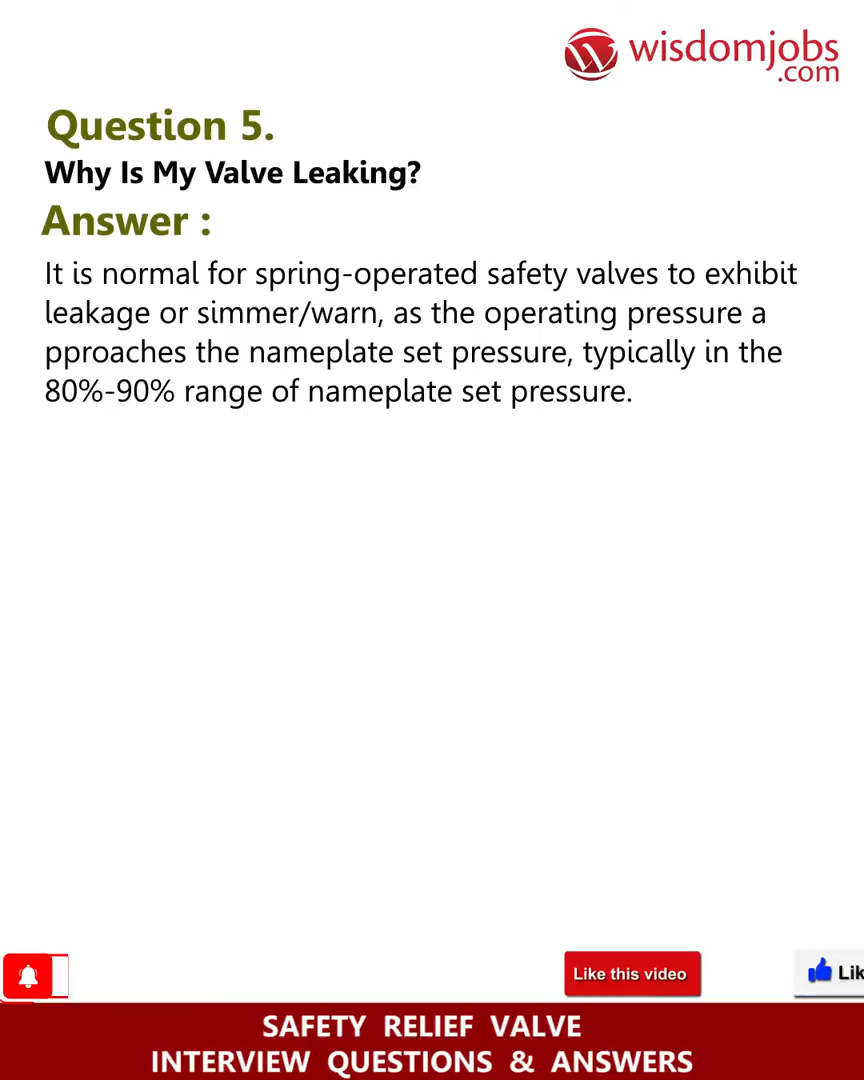 wisdomjobs
.com
Question 5.
Why Is My Valve Leaking?
Answer :
It is normal for spring-operated safety valves to exhibit
leakage or simmer/warn, as the operating pressure a
pproaches the nameplate set pressure, typically in the
80%-90% range of nameplate set pressure.
Like this video
Lik
SAFETY RELIEF VALVE
INTERVIEW QUESTIONS & ANSWERS